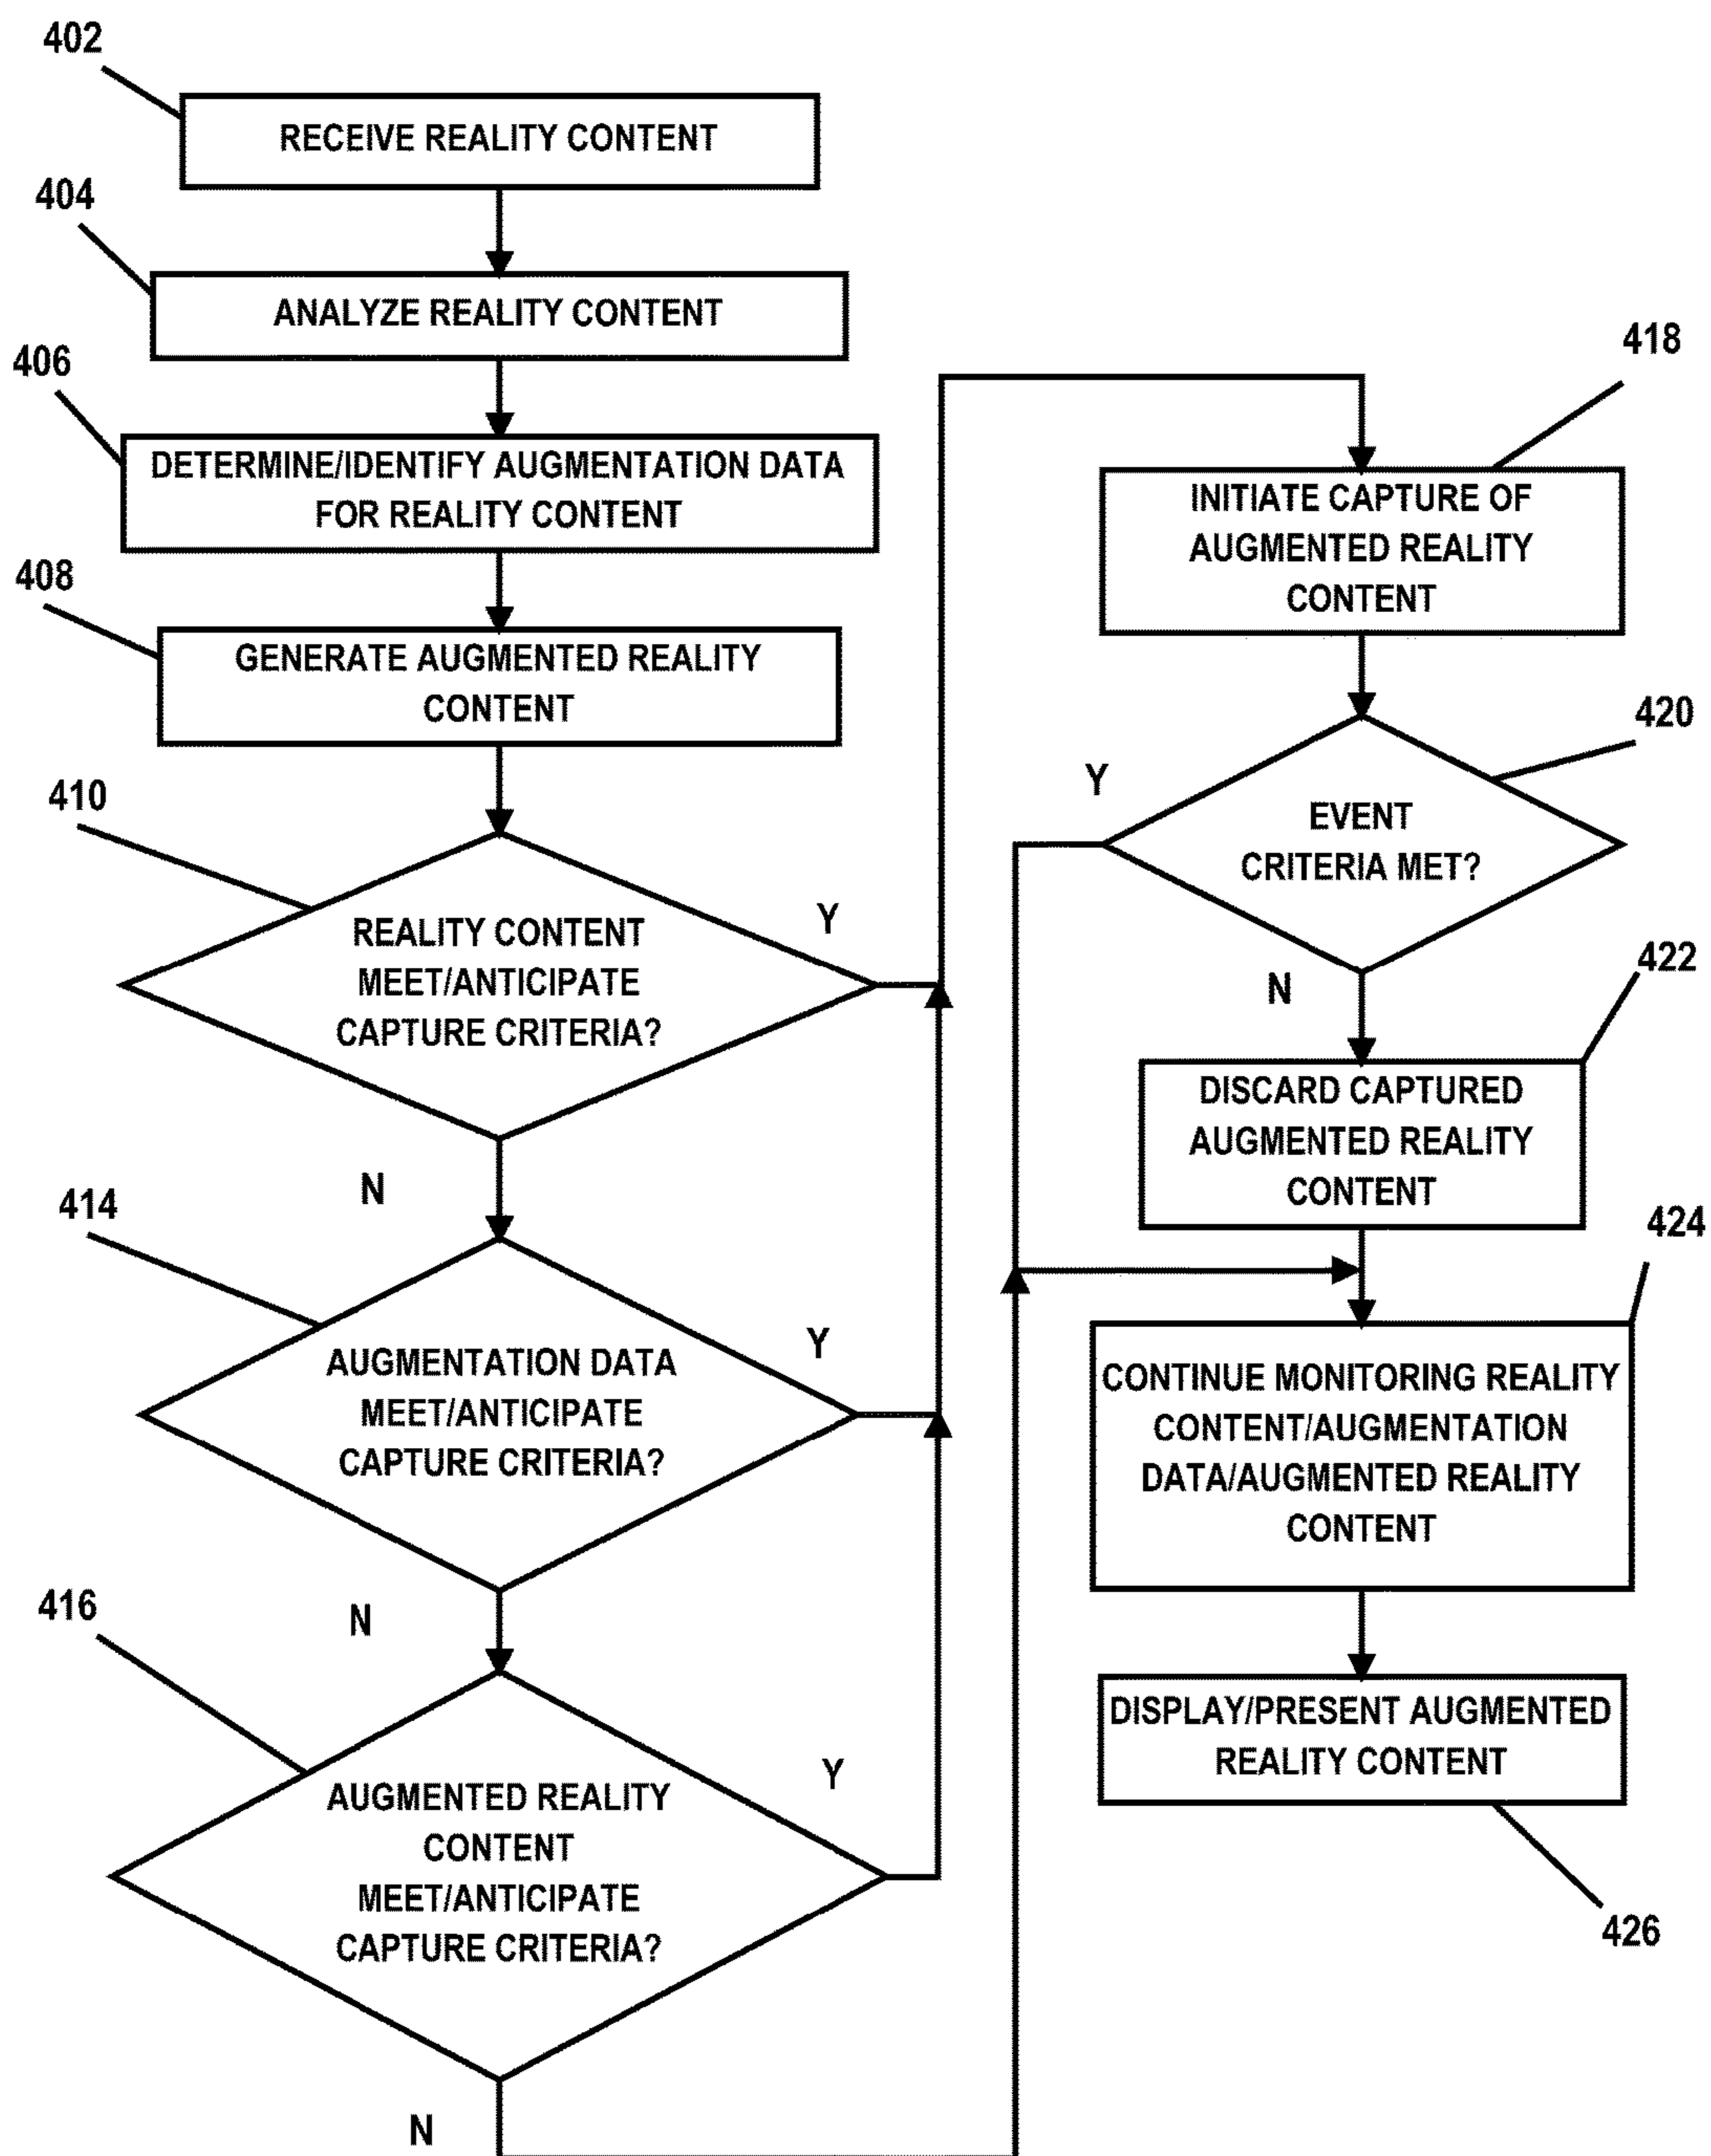 402
RECEIVE REALITY CONTENT
404
ANALYZE REALITY CONTENT
406
DETERMINE/IDENTIFY AUGMENTATION DATA
FOR REALITY CONTENT
408
GENERATE AUGMENTED REALITY
CONTENT
410
REALITY CONTENT
MEET/ANTICIPATE
CAPTURE CRITERIA?
Y
N
414
AUGMENTATION DATA
MEET/ANTICIPATE
CAPTURE CRITERIA?
Y
N
416
AUGMENTED REALITY
CONTENT
MEET/ANTICIPATE
CAPTURE CRITERIA?
Y
N
418
INITIATE CAPTURE OF
AUGMENTED REALITY
CONTENT
420
EVENT
CRITERIA MET?
Y
N
422
DISCARD CAPTURED
AUGMENTED REALITY
CONTENT
424
CONTINUE MONITORING REALITY
CONTENT/AUGMENTATION
DATA/AUGMENTED REALITY
CONTENT
DISPLAY/PRESENT AUGMENTED
REALITY CONTENT
426